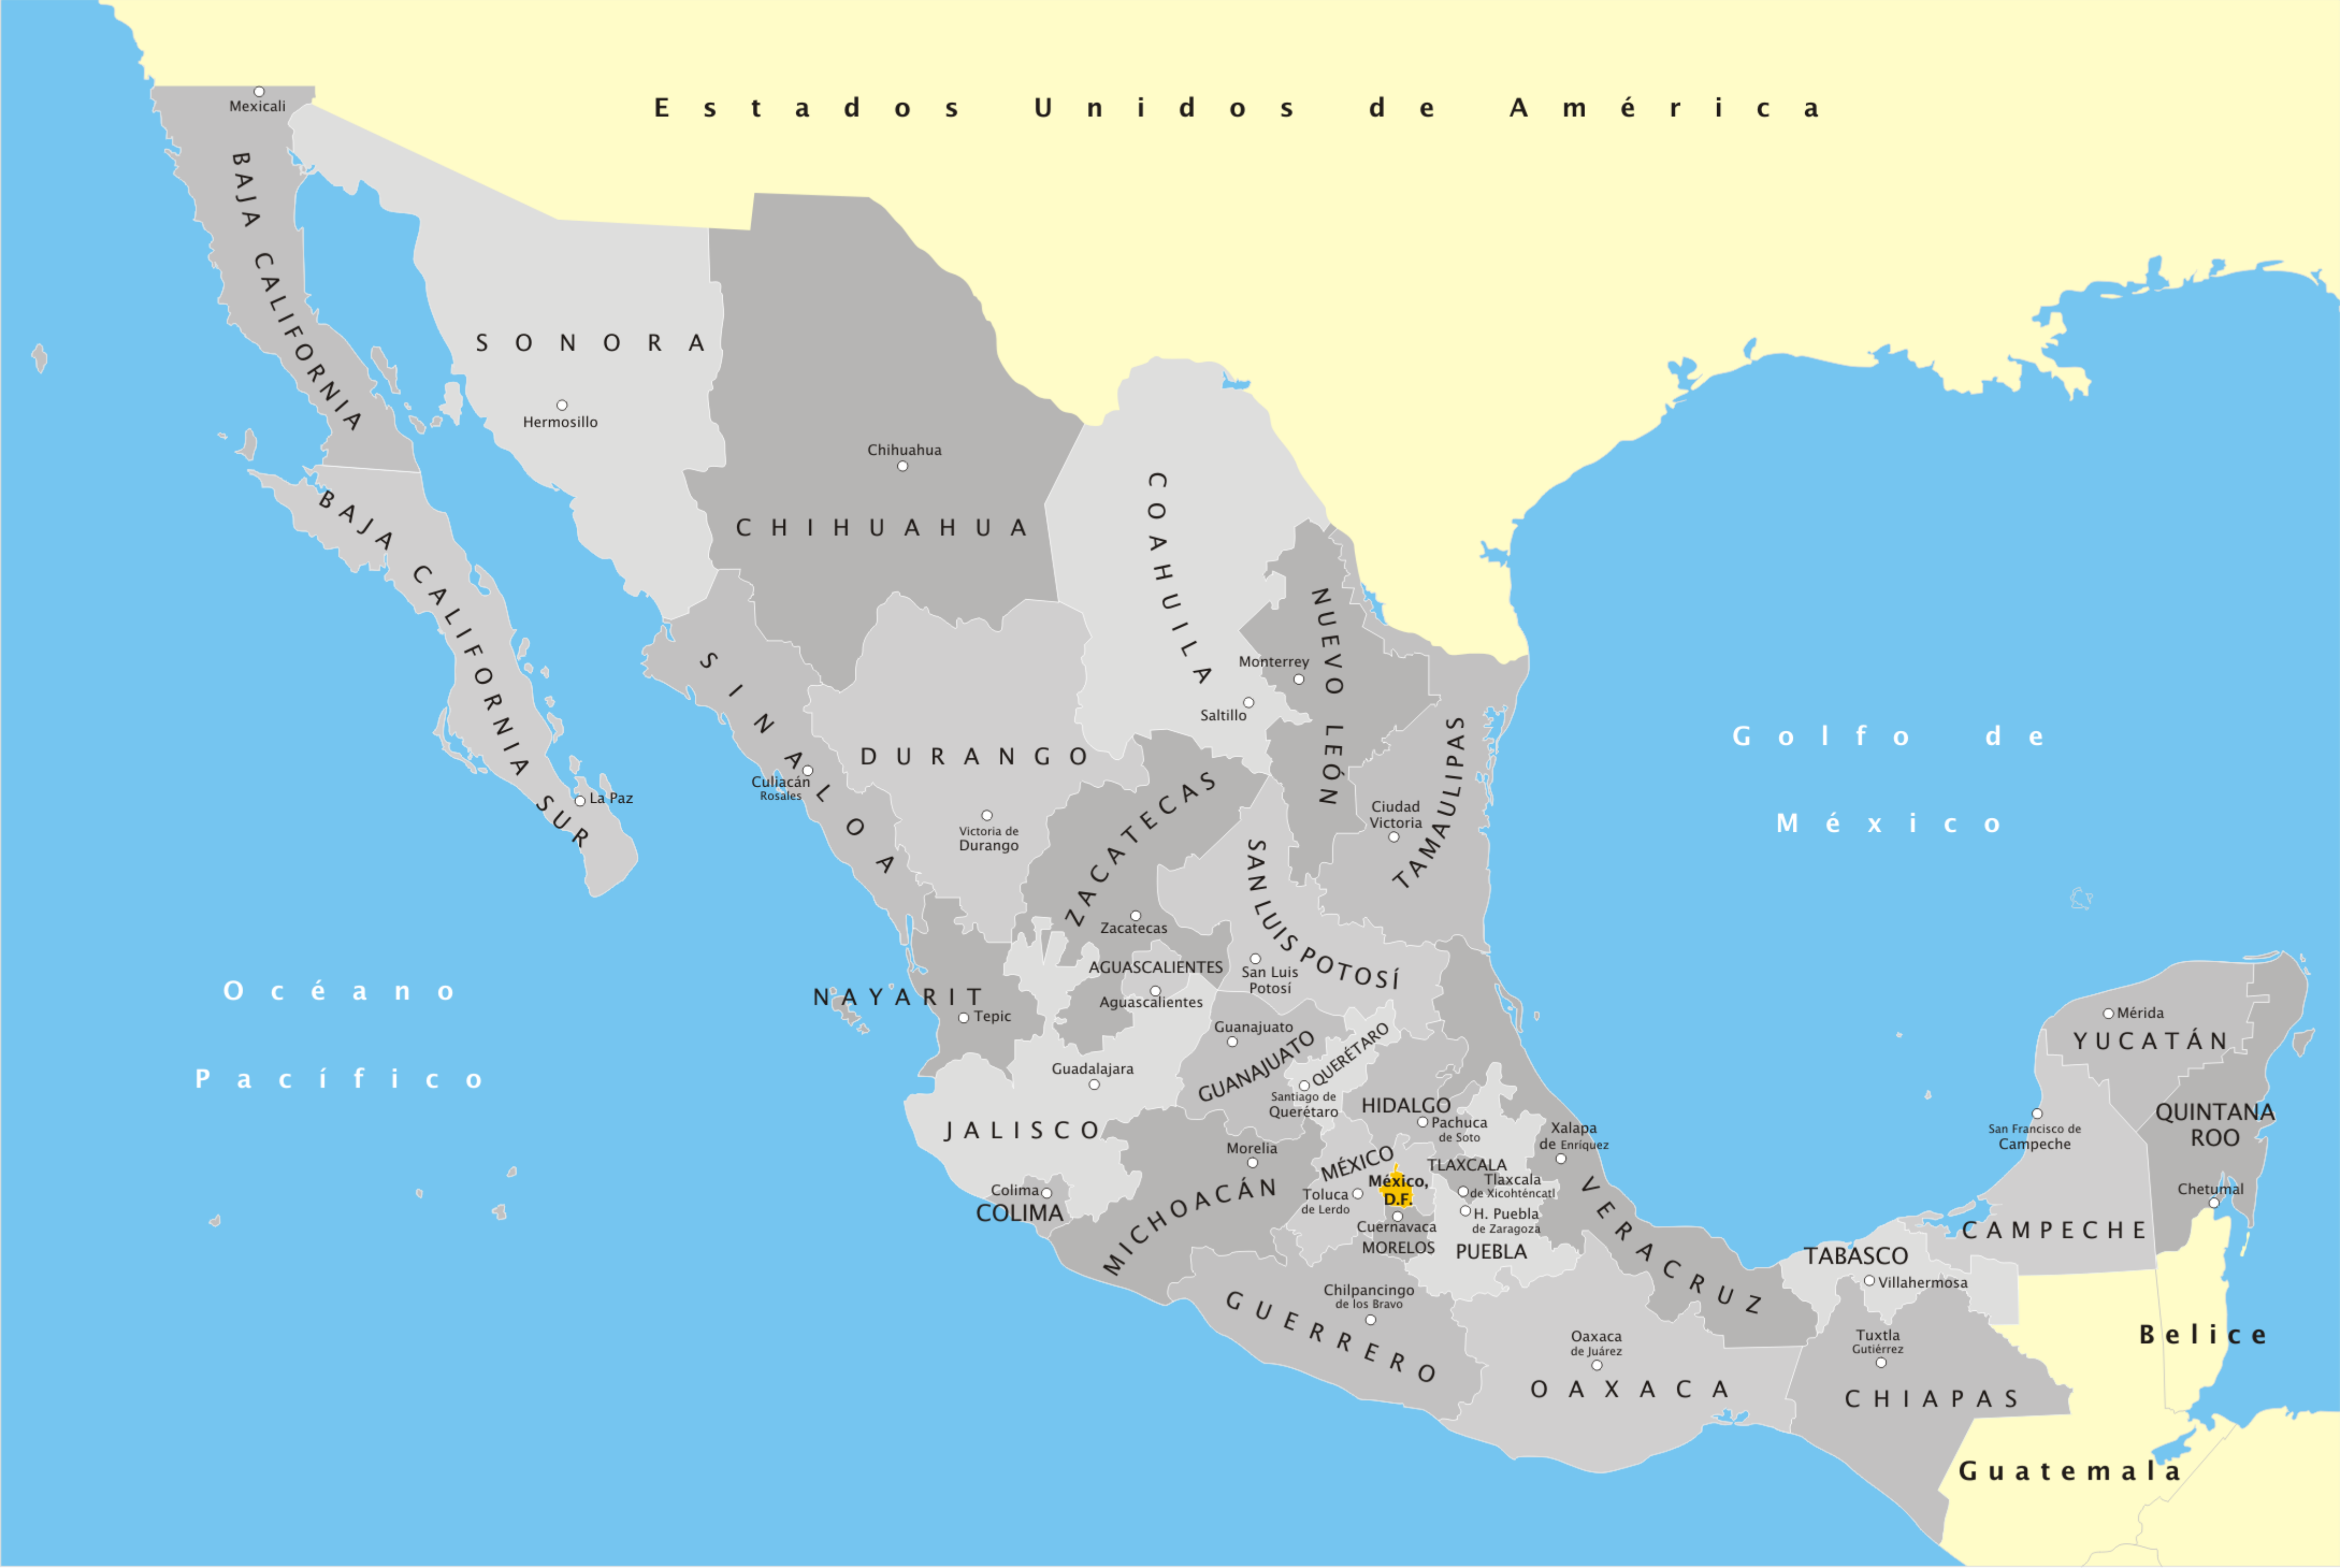 Estados Unidos de América
Mexicali
BAJA CALIFORNIA
SONORA
Hermosillo
Chihuahua
CHIHUAHUA
COAHUILA
BAJA CALIFORNIA SUR
La Paz
SINALOA
Culiacán
Rosales
DURANGO
Victoria de
Durango
NUEVO LEÓN
Monterrey
Saltillo
TAMAULIPAS
Ciudad
Victoria
Golfo de
México
ZACATECAS
Zacatecas
SAN LUIS POTOSÍ
San Luis
Potosí
AGUASCALIENTES
Aguascalientes
NAYARIT
Tepic
Océano
Pacífico
Guadalajara
JALISCO
Guanajuato
GUANAJUATO
QUERÉTARO
Santiago de
Querétaro
HIDALGO
Pachuca
de Soto
Colima
COLIMA
Morelia
MICHOACÁN
MÉXICO
Toluca
de Lerdo
México,
D.F.
Cuernavaca
MORELOS
TLAXCALA
Tlaxcala
de Xicohténcatl
H. Puebla
de Zaragoza
PUEBLA
Xalapa
de Enríquez
VERACRUZ
Chilpancingo
de los Bravo
GUERRERO
Oaxaca
de Juárez
OAXACA
TABASCO
Villahermosa
Tuxtla
Gutiérrez
CHIAPAS
Mérida
YUCATÁN
QUINTANA
ROO
Chetumal
San Francisco de
Campeche
CAMPECHE
Belice
Guatemala